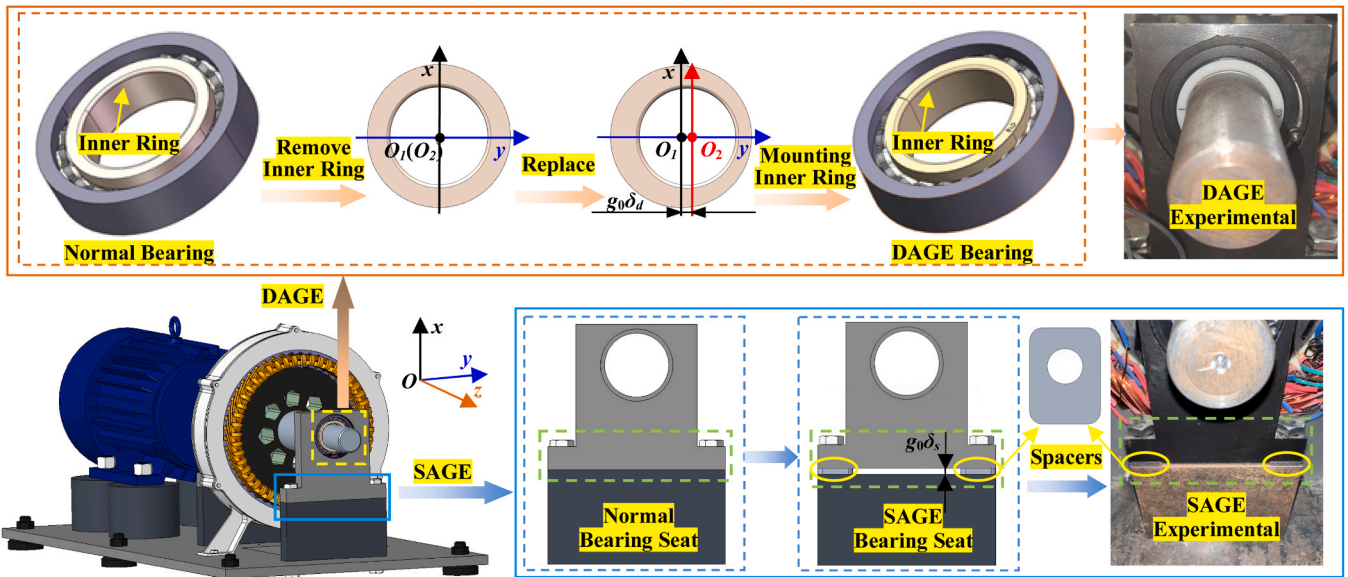 Inner Ring
Normal Bearing
Remove
Inner Ring
x
O₁(O₂)
y
Replace
x
O₁
O₂
y
g₀δd
Mounting
Inner Ring
Inner Ring
DAGE Bearing
DAGE
Experimental
DAGE
x
y
O
z
SAGE
Normal
Bearing Seat
g₀δs
SAGE
Bearing Seat
Spacers
SAGE
Experimental